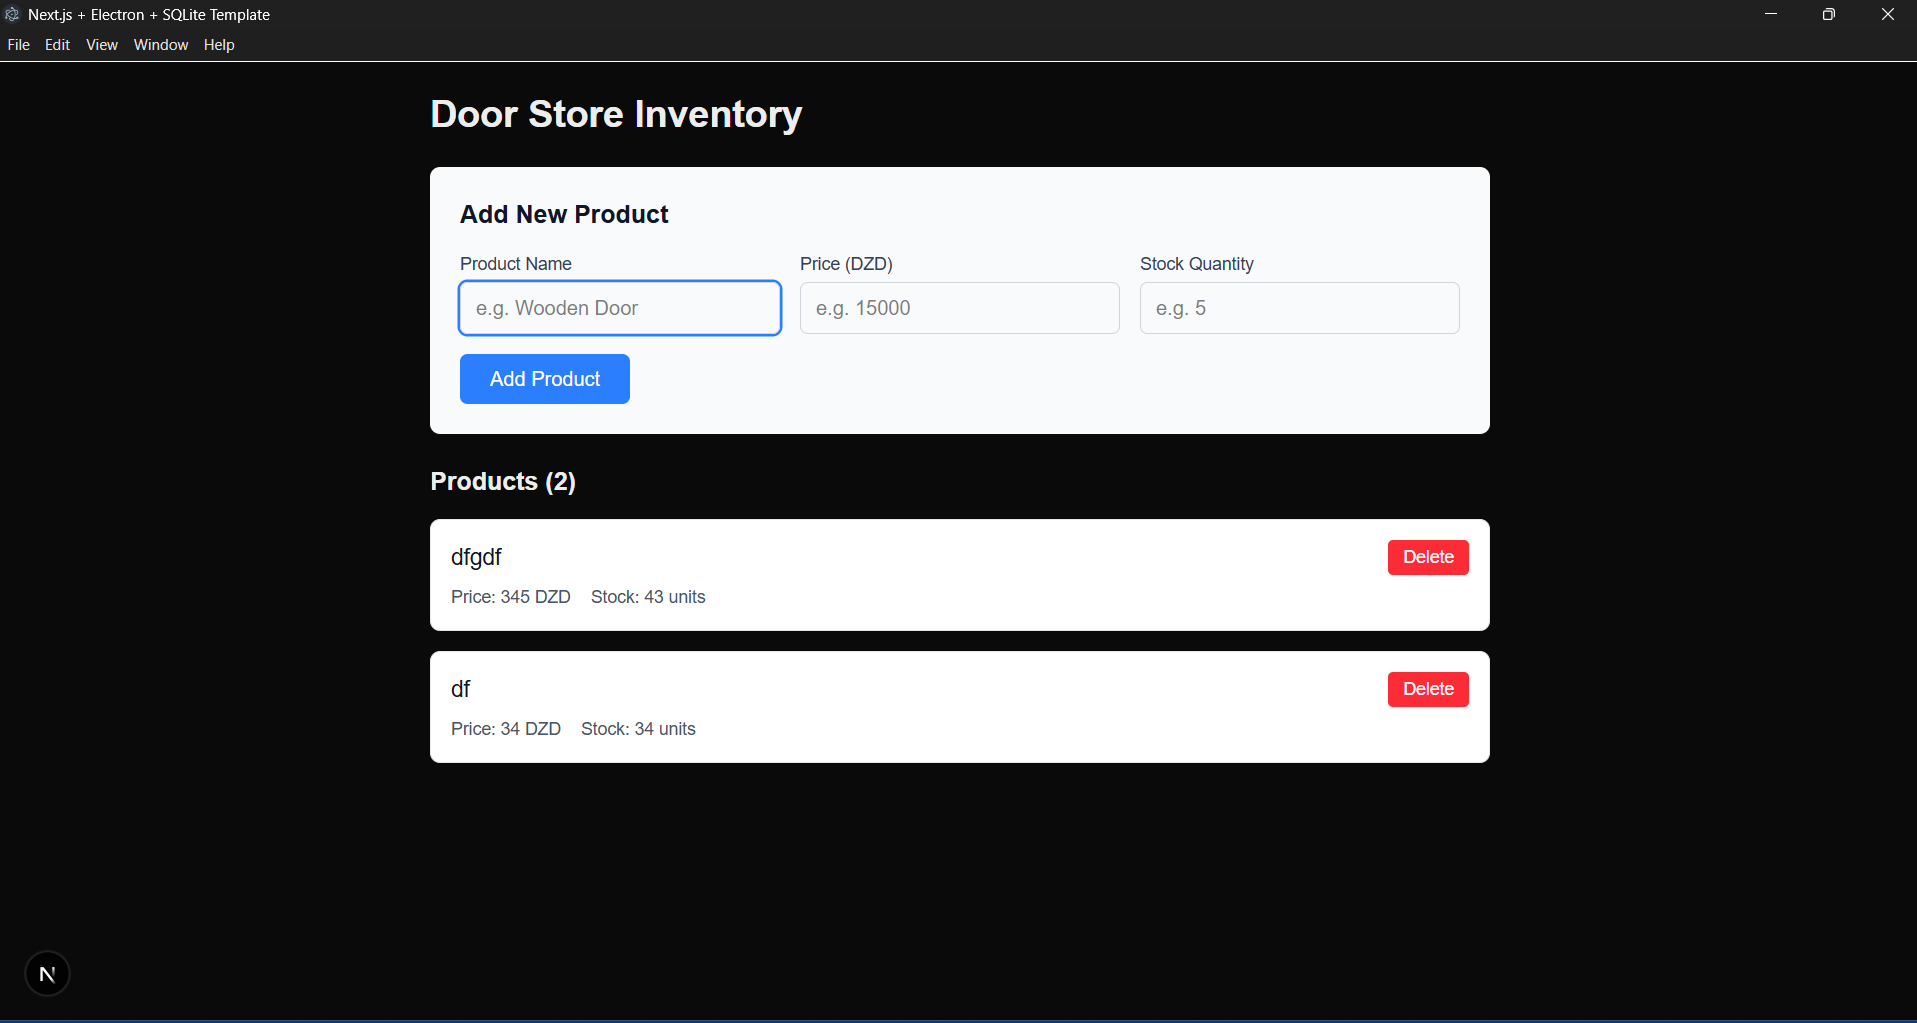 Next.js + Electron + SQLite Template
File Edit View Window Help
Door Store Inventory
Add New Product
Product Name Price (DZD) Stock Quantity
e.g. Wooden Door e.g. 15000 e.g. 5
Add Product
Products (2)
dfgdf Delete
Price: 345 DZD Stock: 43 units
df Delete
Price: 34 DZD Stock: 34 units
N